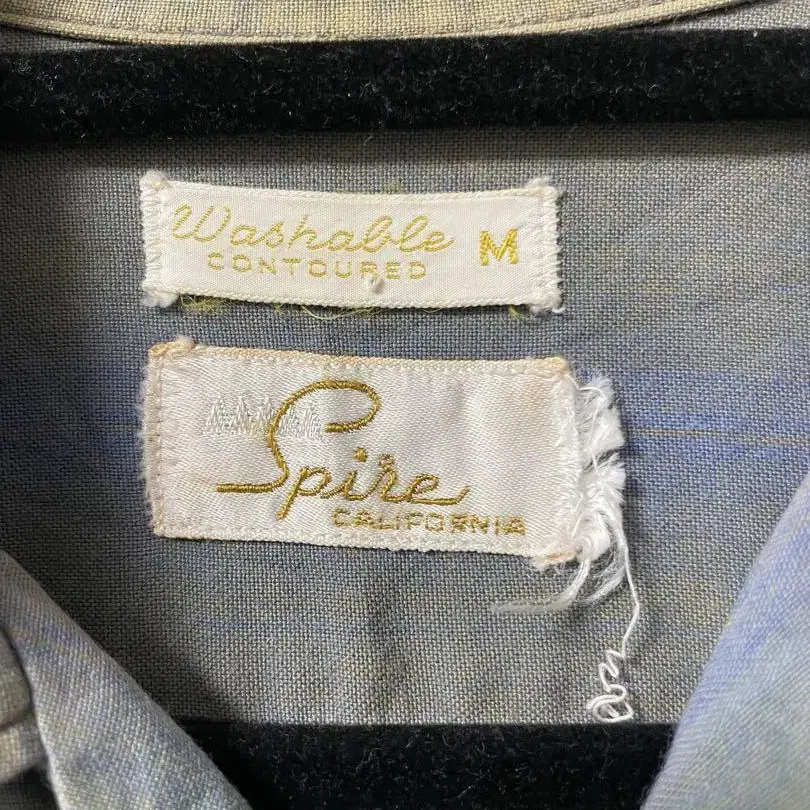 Washable M
CONTOURED
Spire
CALIFORNIA